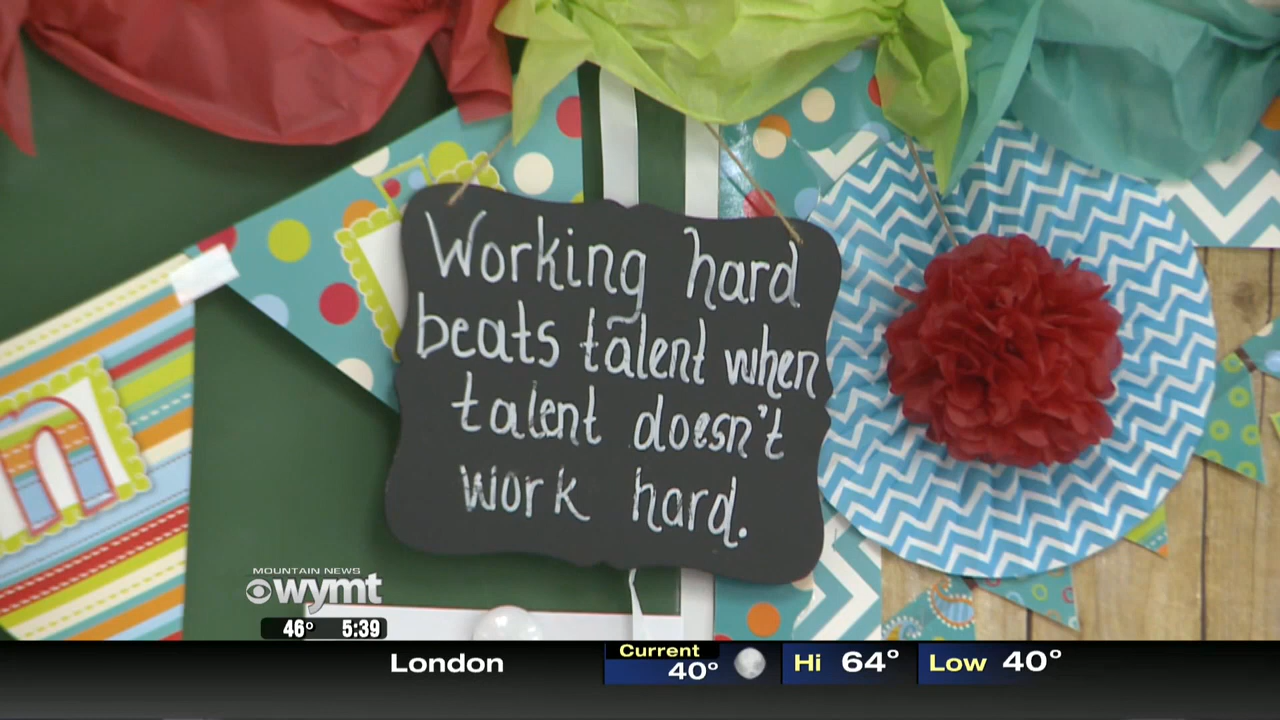 Working hard
beats talent when
talent doesn't
work hard.
n
MOUNTAIN NEWS
wymt
46° 5:39
London
Current
40°
Hi 64°
Low 40°